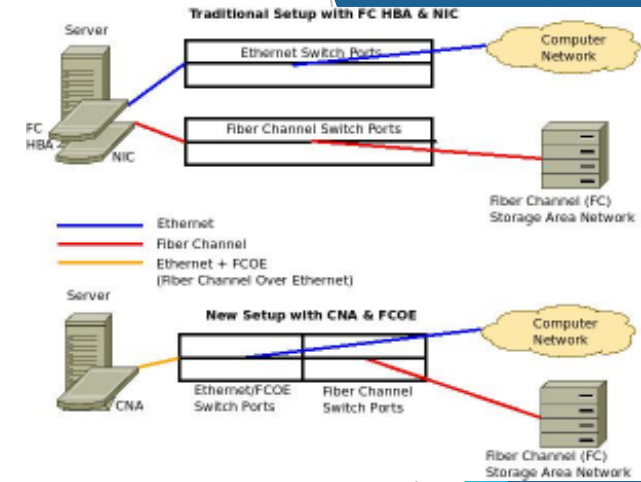 Traditional Setup with FC HBA & NIC
Server
Ethernet Switch Ports
Computer
Network
FC
HBA
NIC
Fiber Channel Switch Ports
Fiber Channel (FC)
Storage Area Network
Ethernet
Fiber Channel
Ethernet + FCOE
(Fiber Channel Over Ethernet)
Server
New Setup with CNA & FCOE
Computer
Network
CNA
Ethernet/FCOE
Switch Ports
Fiber Channel
Switch Ports
Fiber Channel (FC)
Storage Area Network